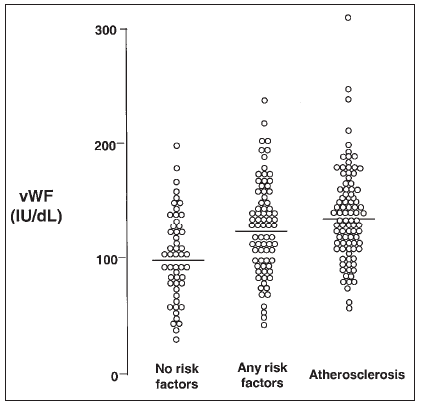 300
200
vWF
(IU/dL)
100
0
No risk
factors
Any risk
factors
Atherosclerosis